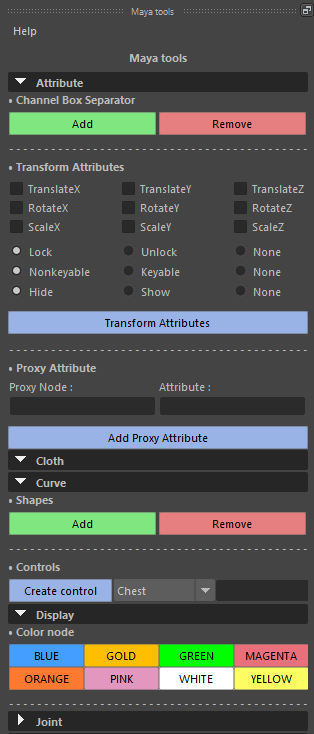 Maya tools
Help
Maya tools
Attribute
• Channel Box Separator
Add Remove
• Transform Attributes
TranslateX TranslateY TranslateZ
RotateX RotateY RotateZ
ScaleX ScaleY ScaleZ
Lock Unlock None
Nonkeyable Keyable None
Hide Show None
Transform Attributes
• Proxy Attribute
Proxy Node : Attribute :
Add Proxy Attribute
Cloth
Curve
• Shapes
Add Remove
• Controls
Create control Chest
Display
• Color node
BLUE GOLD GREEN MAGENTA
ORANGE PINK WHITE YELLOW
Joint